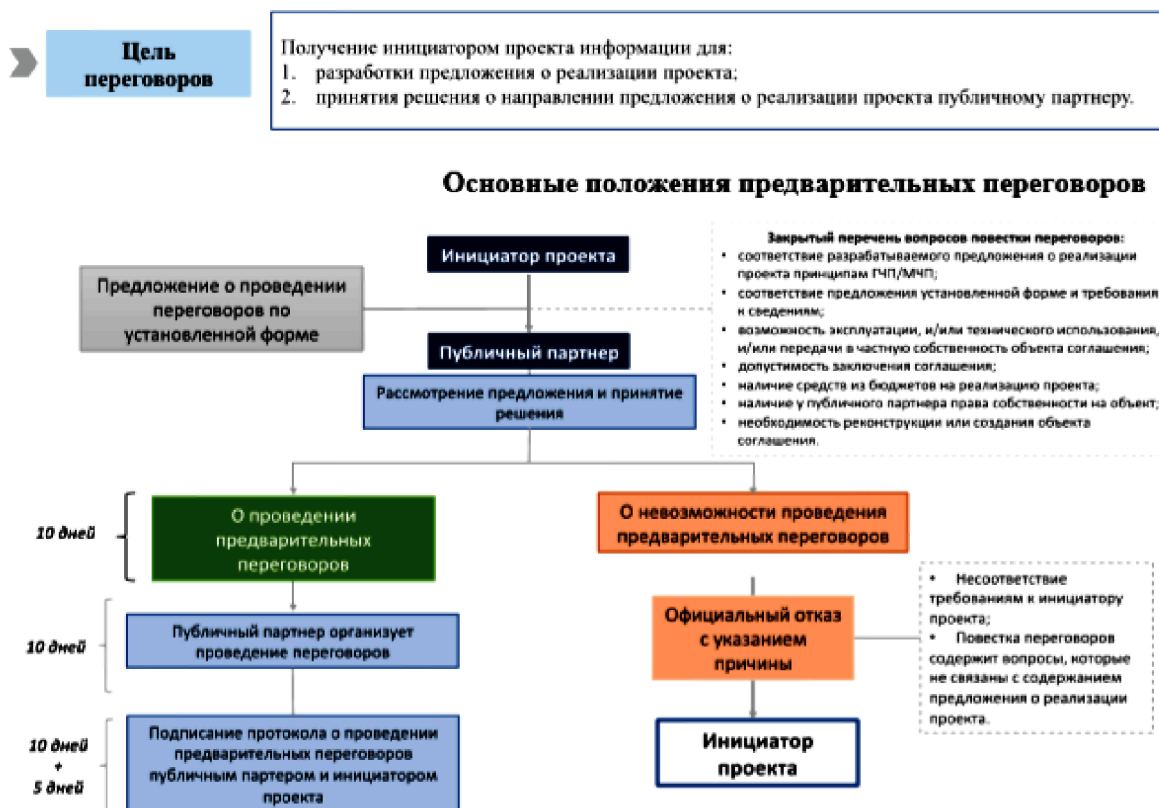 Цель
переговоров
Получение инициатором проекта информации для:
1. разработки предложения о реализации проекта;
2. принятия решения о направлении предложения о реализации проекта публичному партнеру.
Основные положения предварительных переговоров
Инициатор проекта
Предложение о проведении
переговоров по
установленной форме
Публичный партнер
Рассмотрение предложения и принятие
решения
Закрытый перечень вопросов повестки переговоров:
• соответствие разрабатываемого предложения о реализации
проекта принципам ГЧП/МЧП;
• соответствие предложения установленной форме и требования
к сведениям;
• возможность эксплуатации, и/или технического использования,
и/или передачи в частную собственность объекта соглашения;
• допустимость заключения соглашения;
• наличие средств из бюджетов на реализацию проекта;
• наличие у публичного партнера права собственности на объект;
• необходимость реконструкции или создания объекта
соглашения.
10 дней
О проведении
предварительных
переговоров
О невозможности проведения
предварительных переговоров
10 дней
Публичный партнер организует
проведение переговоров
Официальный отказ
с указанием
причины
• Несоответствие
требованиям к инициатору
проекта;
• Повестка переговоров
содержит вопросы, которые
не связаны с содержанием
предложения о реализации
проекта.
10 дней
+
5 дней
Подписание протокола о проведении
предварительных переговоров
публичным партером и инициатором
проекта
Инициатор
проекта